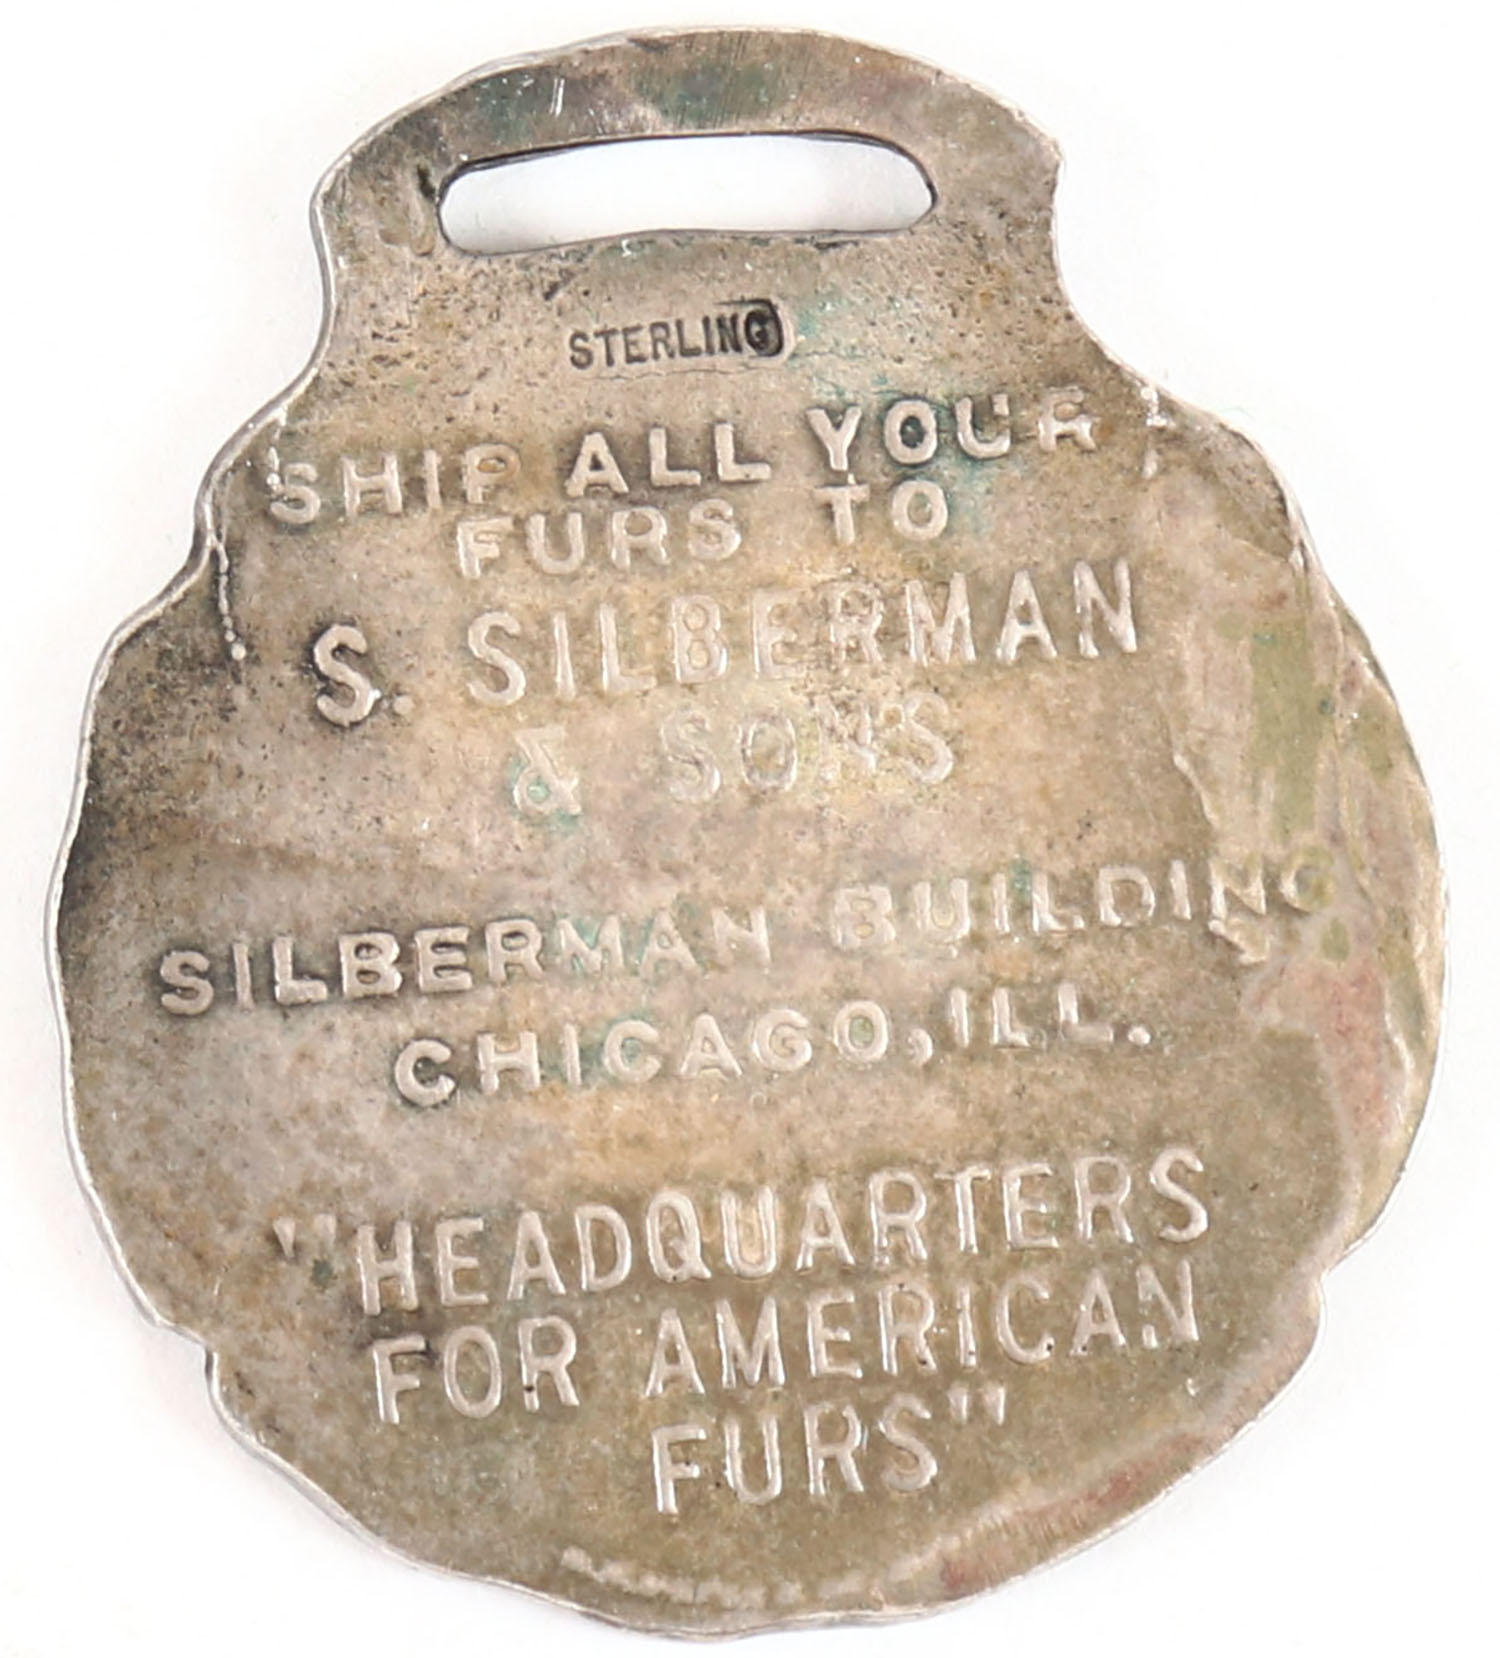 STERLING
SHIP ALL YOUR
FURS TO
S. SILBERMAN
& SONS
SILBERMAN BUILDING
CHICAGO, ILL.
"HEADQUARTERS
FOR AMERICAN
FURS"